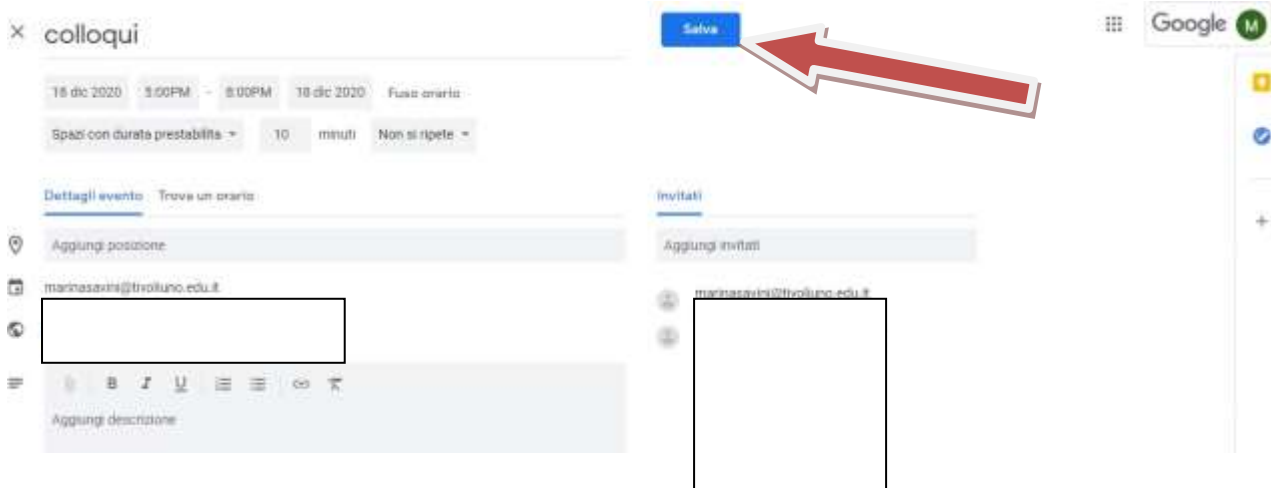 × colloqui
Salva
Google M
18 dic 2020 5:00PM - 8:00PM 18 dic 2020 Fuso orario
Spazi con durata prestabilita 10 minuti Non si ripete
Dettagli evento Trova un orario
Invitati
Aggiungi posizione
Aggiungi invitati
marinasavini@tivoliuno.edu.it
marinasavini@tivoliuno.edu.it
B I U
Aggiungi descrizione